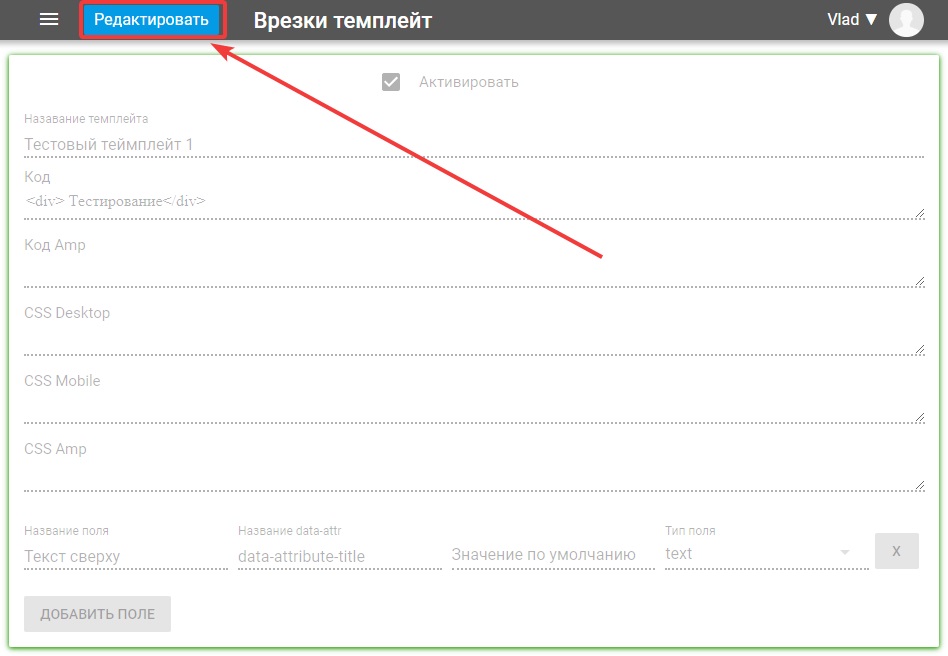 Редактировать Врезки темплейт Vlad ▼
Активировать
Назавание темплейта
Тестовый теймплейт 1
Код
<div> Тестирование</div>
Код Amp
CSS Desktop
CSS Mobile
CSS Amp
Название поля Название data-attr Тип поля
Текст сверху data-attribute-title Значение по умолчанию text X
ДОБАВИТЬ ПОЛЕ